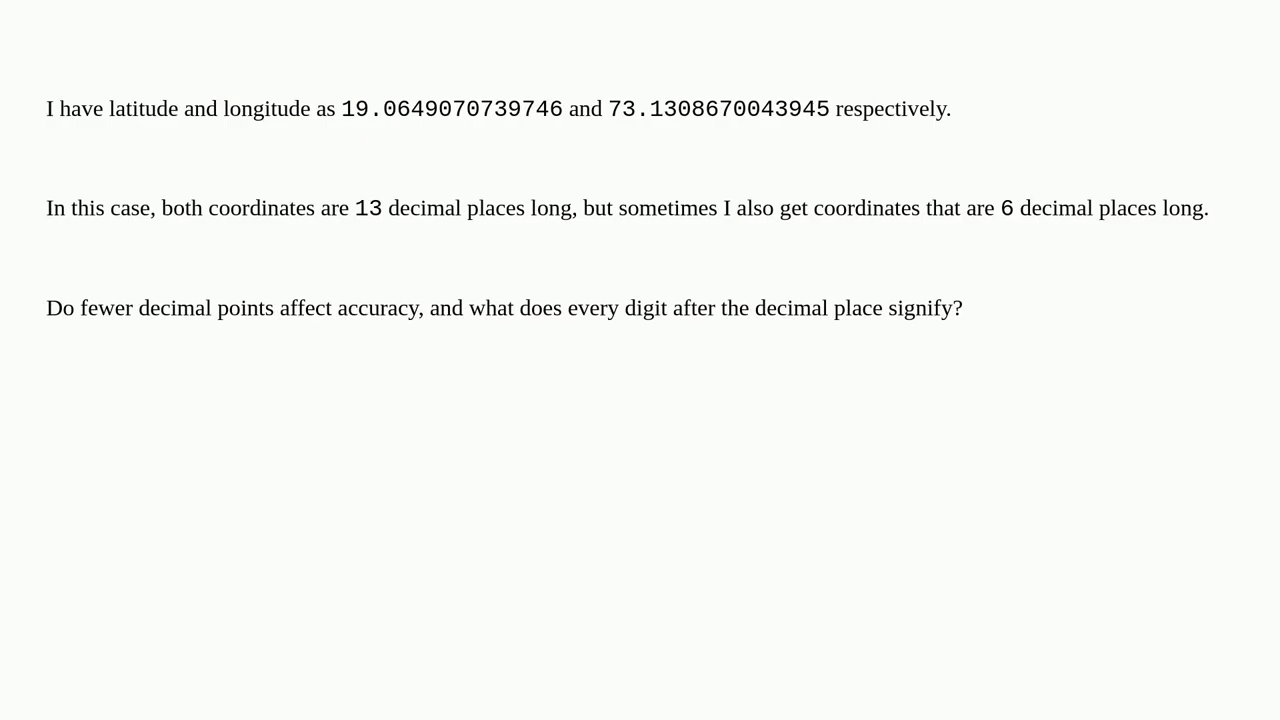 I have latitude and longitude as 19.0649070739746 and 73.1308670043945 respectively.
In this case, both coordinates are 13 decimal places long, but sometimes I also get coordinates that are 6 decimal places long.
Do fewer decimal points affect accuracy, and what does every digit after the decimal place signify?